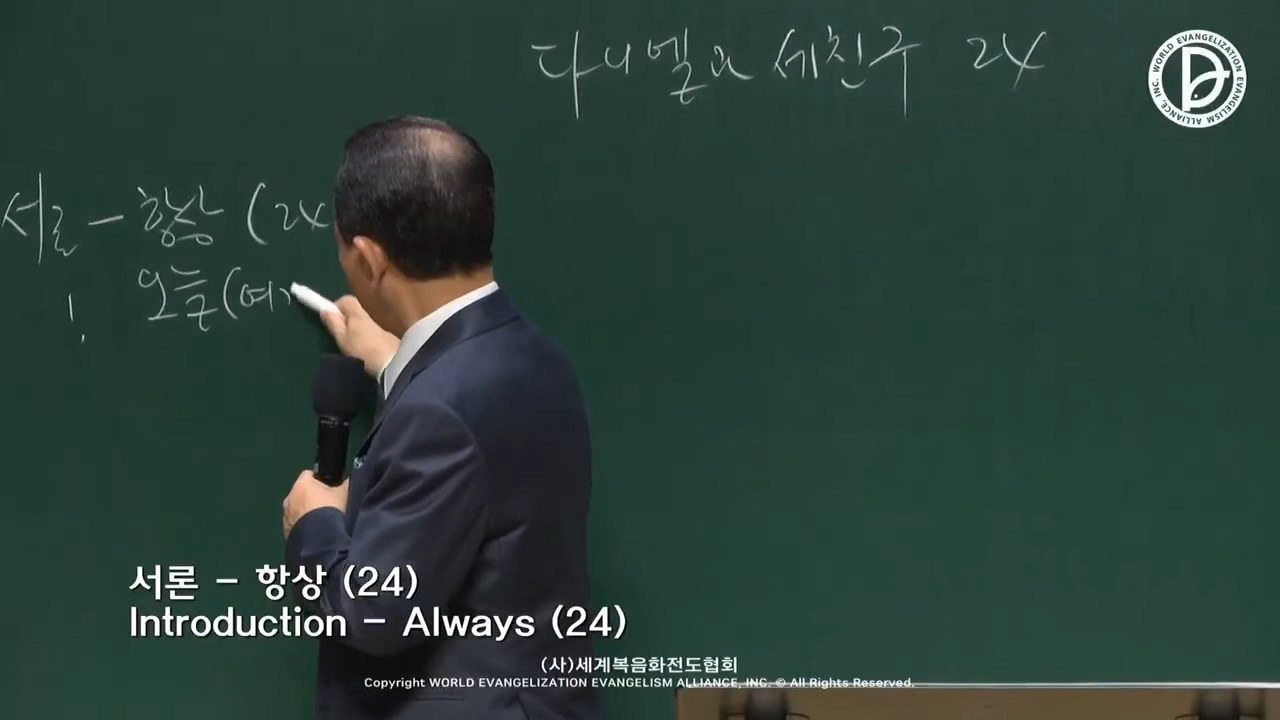 다니엘과 세친구 24
WORLD EVANGELIZATION EVANGELISM ALLIANCE, INC.
서론 - 항상 (24
! 오늘 (여
서론 - 항상 (24)
Introduction - Always (24)
(사)세계복음화전도협회
Copyright WORLD EVANGELIZATION EVANGELISM ALLIANCE, INC. © All Rights Reserved.